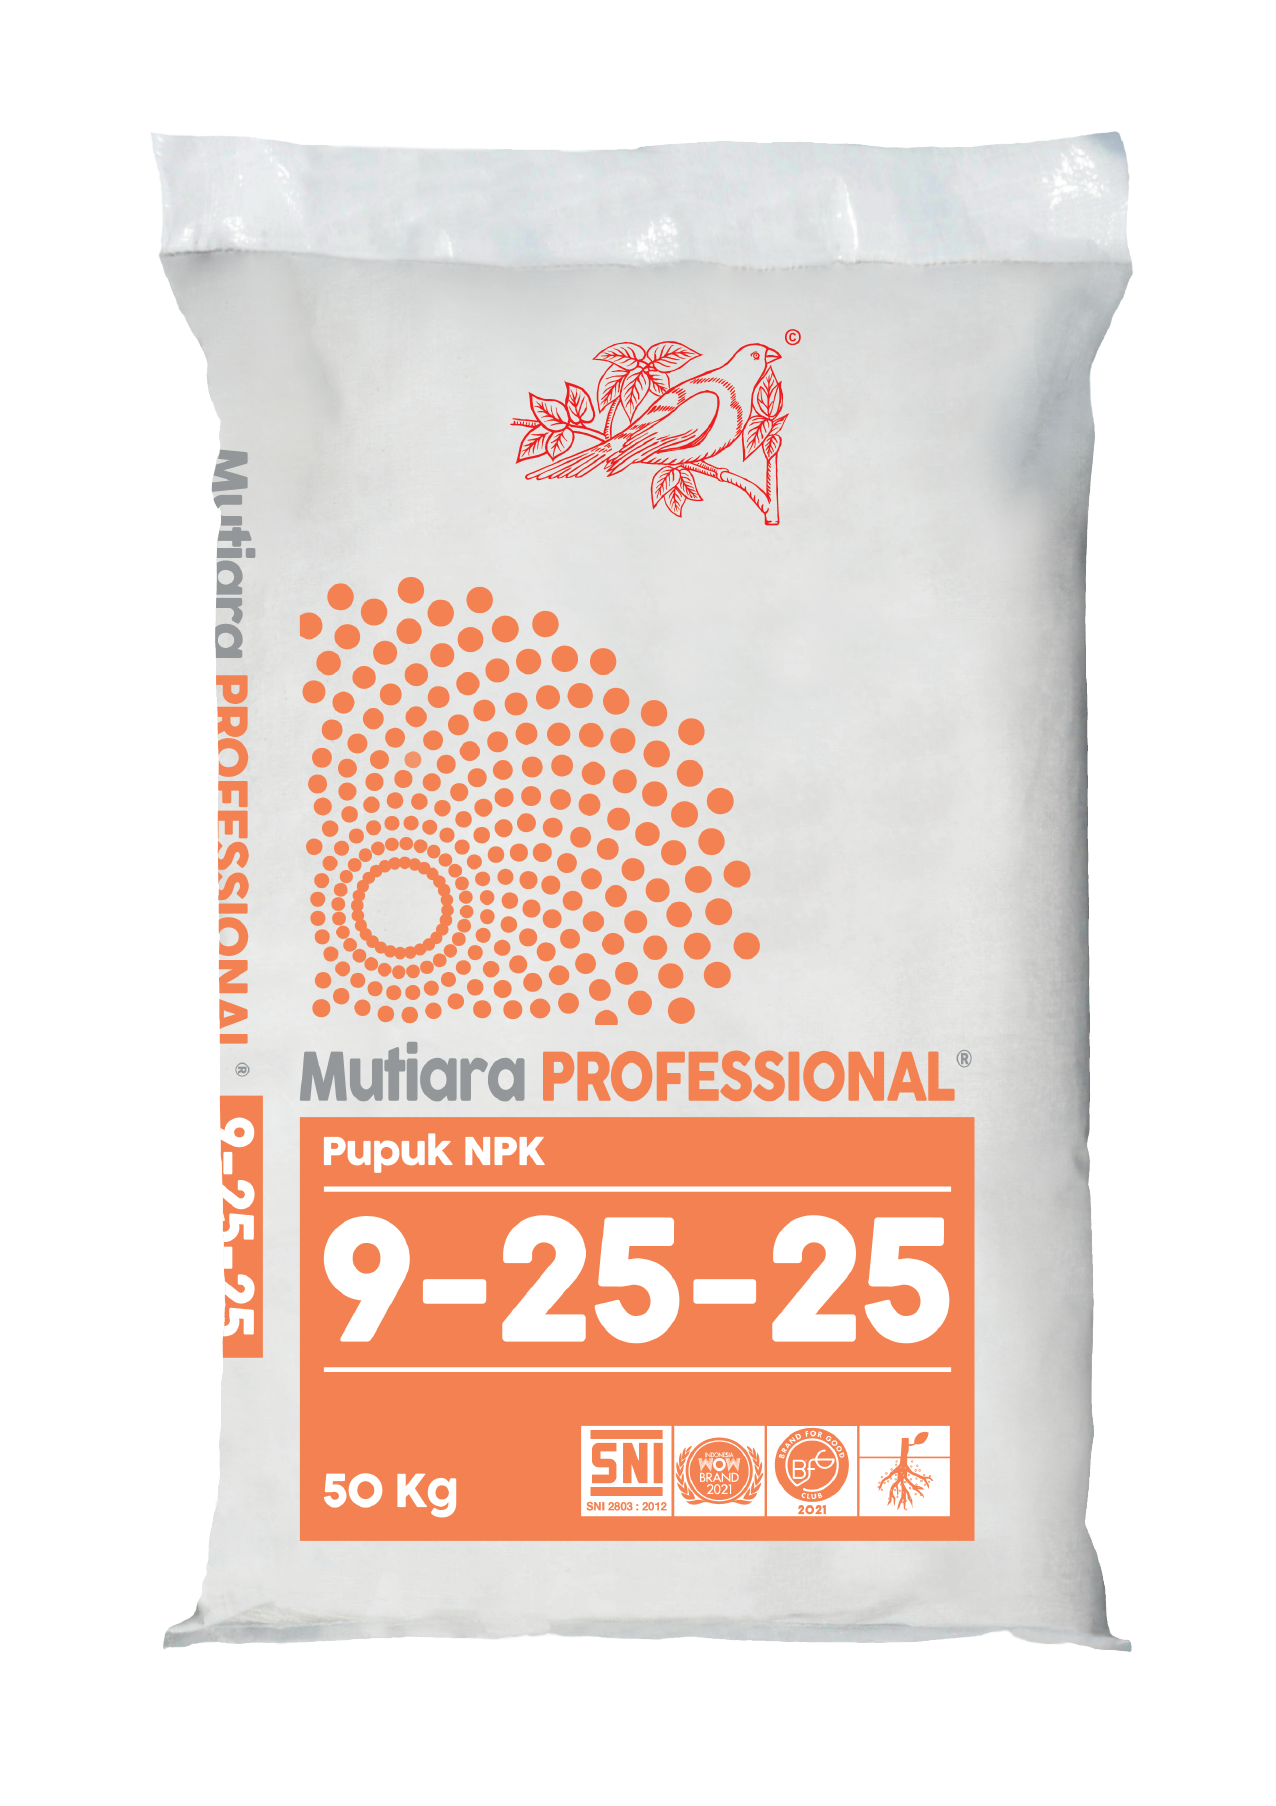 ©
Mutiara PROFESSIONAL ®
Pupuk NPK
9-25-25
50 Kg
SNI
SNI 2803 : 2012
INDONESIA
WOW
BRAND
2021
BRAND FOR GOOD
BFG
CLUB
2021
Mutiara PROFESSIONAL ® 9-25-25